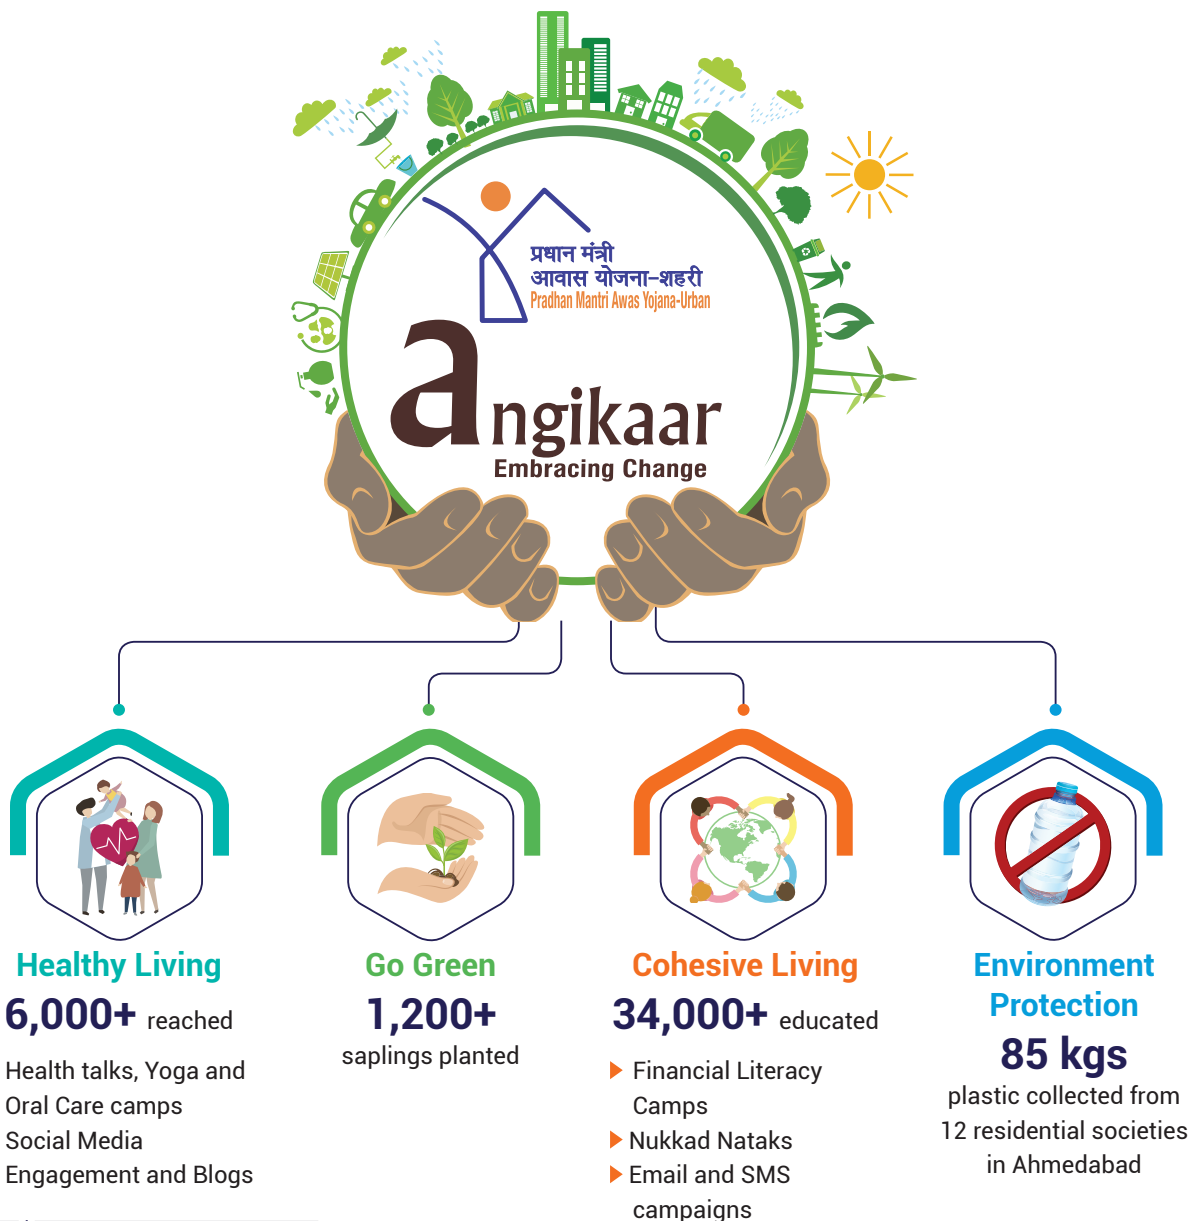 प्रधान मंत्री
आवास योजना-शहरी
Pradhan Mantri Awas Yojana-Urban
angikaar
Embracing Change
Healthy Living
6,000+ reached
Health talks, Yoga and
Oral Care camps
Social Media
Engagement and Blogs
Go Green
1,200+
saplings planted
Cohesive Living
34,000+ educated
Financial Literacy
Camps
Nukkad Nataks
Email and SMS
campaigns
Environment
Protection
85 kgs
plastic collected from
12 residential societies
in Ahmedabad